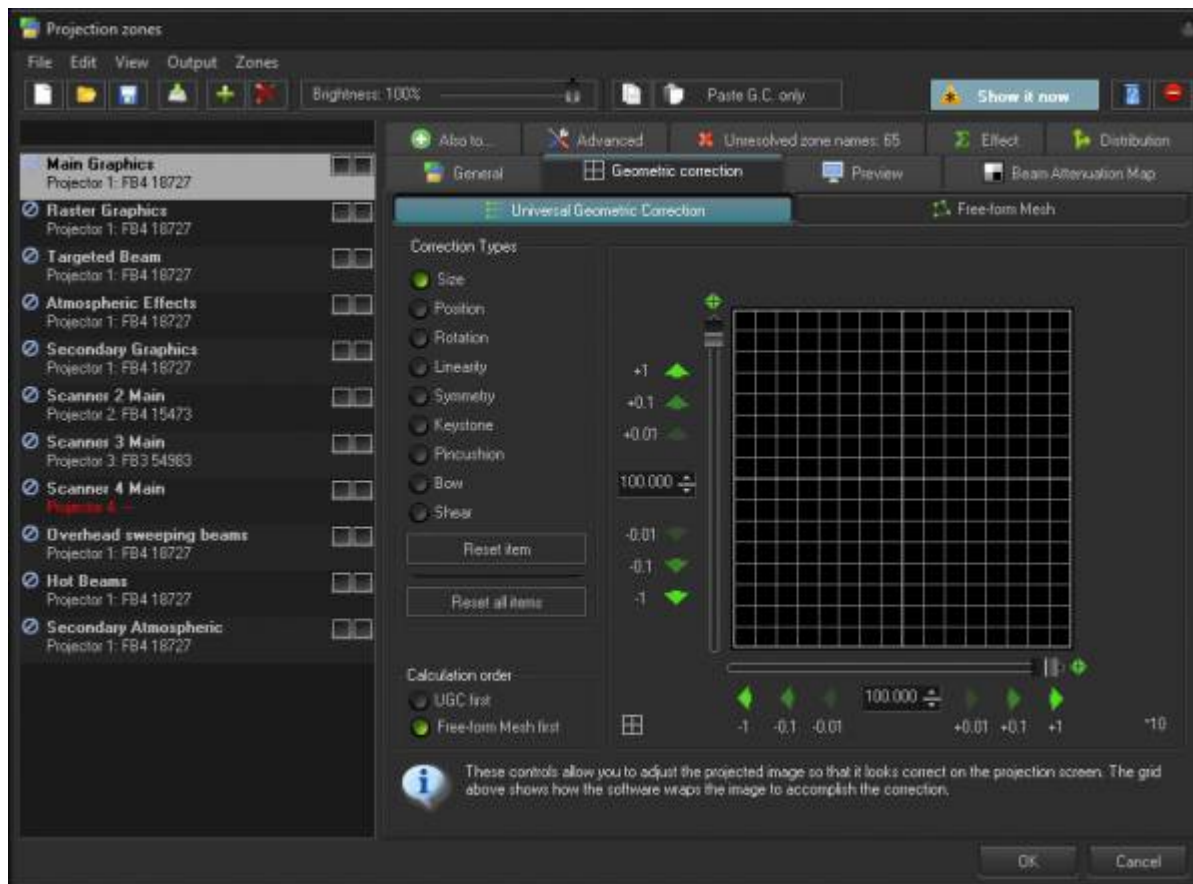 Projection zones
File Edit View Output Zones
Brightness: 100% Paste G.C. only Show it now
Also to... Advanced Unresolved zone names: 65 Effect Distribution
General Geometric correction Preview Beam Attenuation Map
Universal Geometric Correction Free-form Mesh
Main Graphics
Projector 1: FB4 18727
Raster Graphics
Projector 1: FB4 18727
Targeted Beam
Projector 1: FB4 18727
Atmospheric Effects
Projector 1: FB4 18727
Secondary Graphics
Projector 1: FB4 18727
Scanner 2 Main
Projector 2: FB4 15473
Scanner 3 Main
Projector 3: FB3 54983
Scanner 4 Main
Projector 4: --
Overhead sweeping beams
Projector 1: FB4 18727
Hot Beams
Projector 1: FB4 18727
Secondary Atmospheric
Projector 1: FB4 18727
Correction Types
Size
Position
Rotation
Linearity
Symmetry
Keystone
Pincushion
Bow
Shear
Reset item
Reset all items
Calculation order
UGC first
Free-form Mesh first
+1
+0.1
+0.01
100.000
-0.01
-0.1
-1
100.000
-1 -0.1 -0.01 +0.01 +0.1 +1 *10
These controls allow you to adjust the projected image so that it looks correct on the projection screen. The grid
above shows how the software wraps the image to accomplish the correction.
OK Cancel